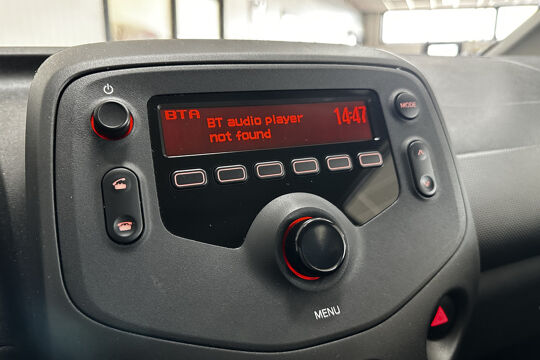 BTA
BT audio player
not found
14:47
MODE
MENU